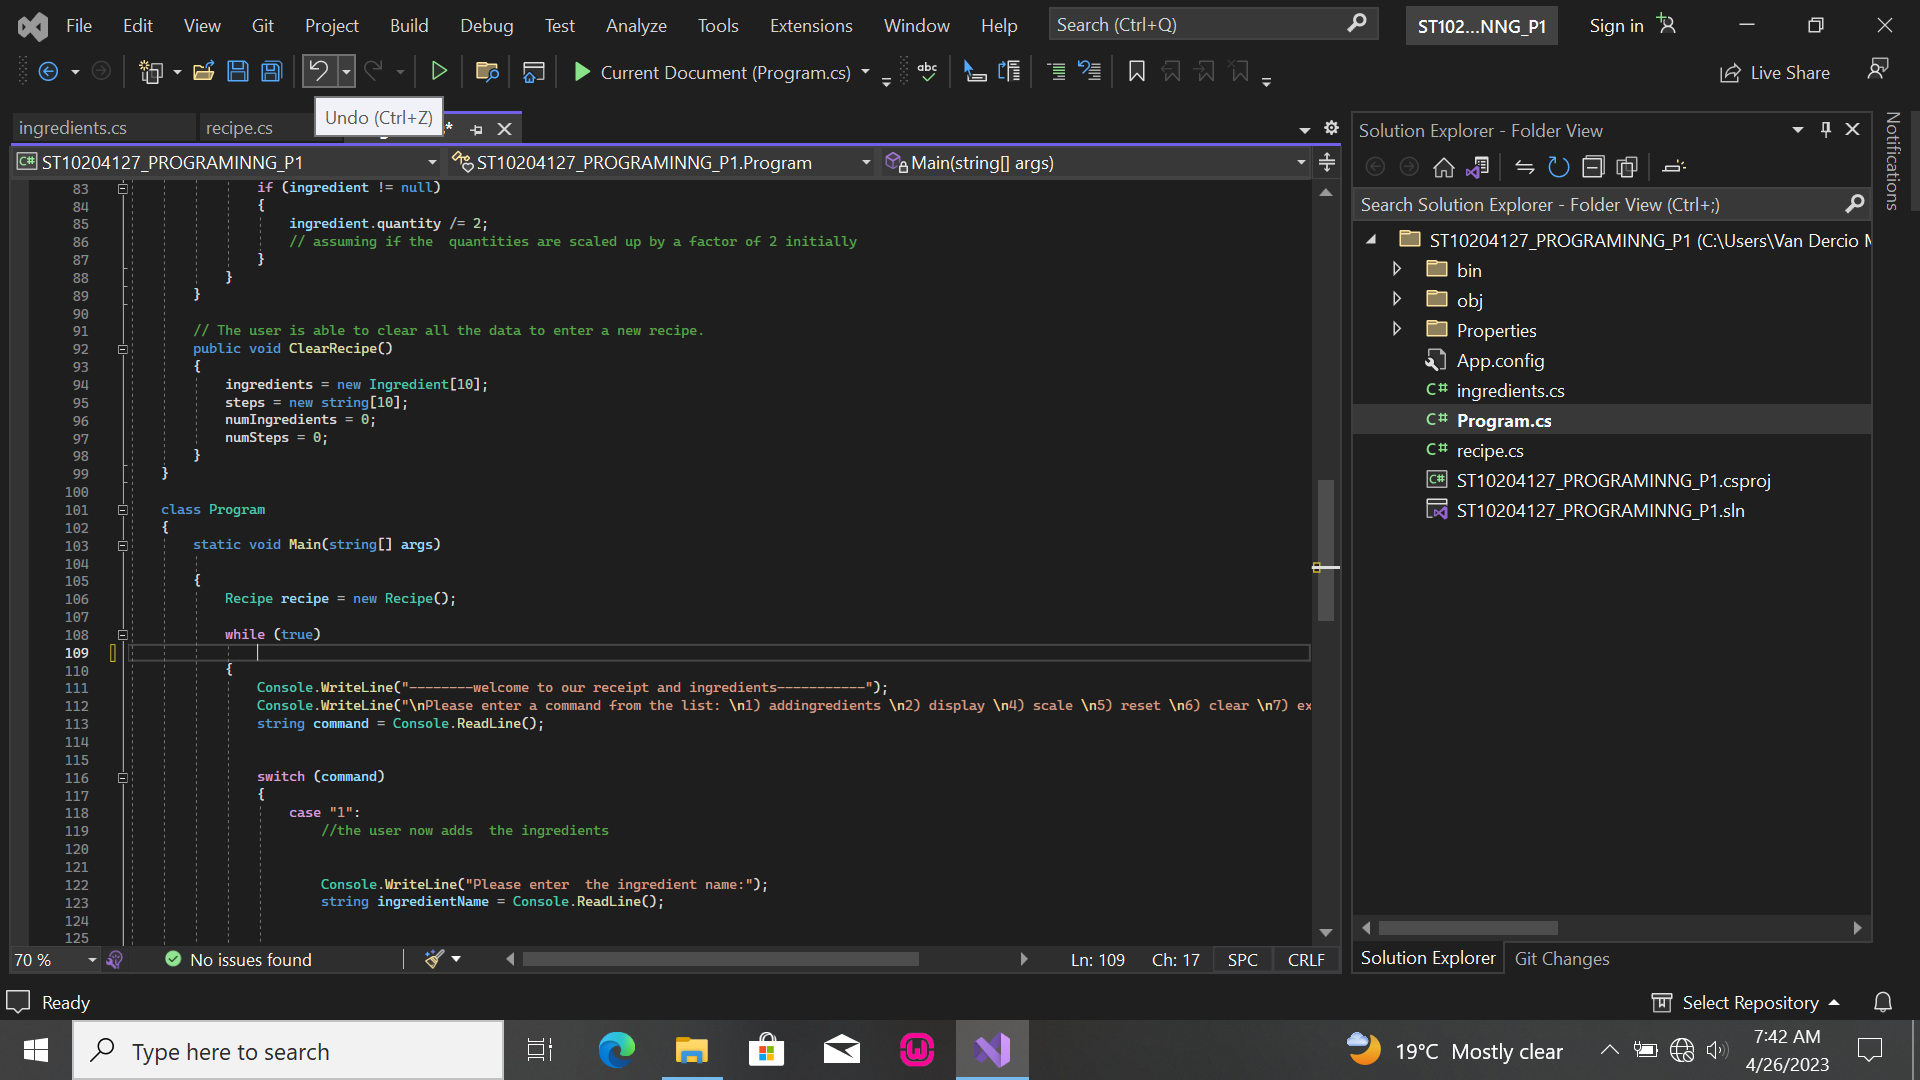 File Edit View Git Project Build Debug Test Analyze Tools Extensions Window Help Search (Ctrl+Q) ST102...NNG_P1 Sign in
Current Document (Program.cs) abc Live Share
Undo (Ctrl+Z)
ingredients.cs recipe.cs
ST10204127_PROGRAMINNG_P1 ST10204127_PROGRAMINNG_P1.Program Main(string[] args)
83 if (ingredient != null)
84 {
85 ingredient.quantity /= 2;
86 // assuming if the  quantities are scaled up by a factor of 2 initially
87 }
88 }
89 }
90
91 // The user is able to clear all the data to enter a new recipe.
92 public void ClearRecipe()
93 {
94 ingredients = new Ingredient[10];
95 steps = new string[10];
96 numIngredients = 0;
97 numSteps = 0;
98 }
99 }
100
101 class Program
102 {
103 static void Main(string[] args)
104
105 {
106 Recipe recipe = new Recipe();
107
108 while (true)
109
110 {
111 Console.WriteLine("--------welcome to our receipt and ingredients-----------");
112 Console.WriteLine("\nPlease enter a command from the list: \n1) addingredients \n2) display \n4) scale \n5) reset \n6) clear \n7) ex
113 string command = Console.ReadLine();
114
115
116 switch (command)
117 {
118 case "1":
119 //the user now adds  the ingredients
120
121
122 Console.WriteLine("Please enter  the ingredient name:");
123 string ingredientName = Console.ReadLine();
124
125
70 % No issues found Ln: 109 Ch: 17 SPC CRLF
Solution Explorer - Folder View
Search Solution Explorer - Folder View (Ctrl+;)
ST10204127_PROGRAMINNG_P1 (C:\Users\Van Dercio M
bin
obj
Properties
App.config
C# ingredients.cs
C# Program.cs
C# recipe.cs
ST10204127_PROGRAMINNG_P1.csproj
ST10204127_PROGRAMINNG_P1.sln
Solution Explorer Git Changes
Notifications
Ready Select Repository
Type here to search 19°C Mostly clear 7:42 AM
4/26/2023